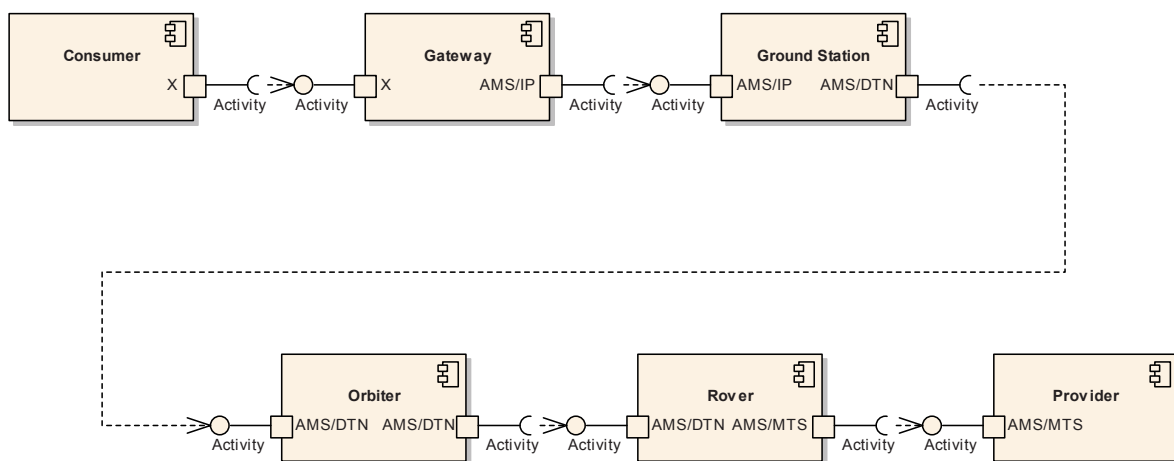 Consumer
Gateway
Ground Station
X
X
AMS/IP
AMS/IP
AMS/DTN
Activity
Activity
Activity
Activity
Activity
Orbiter
Rover
Provider
AMS/DTN
AMS/DTN
AMS/DTN
AMS/MTS
AMS/MTS
Activity
Activity
Activity
Activity
Activity